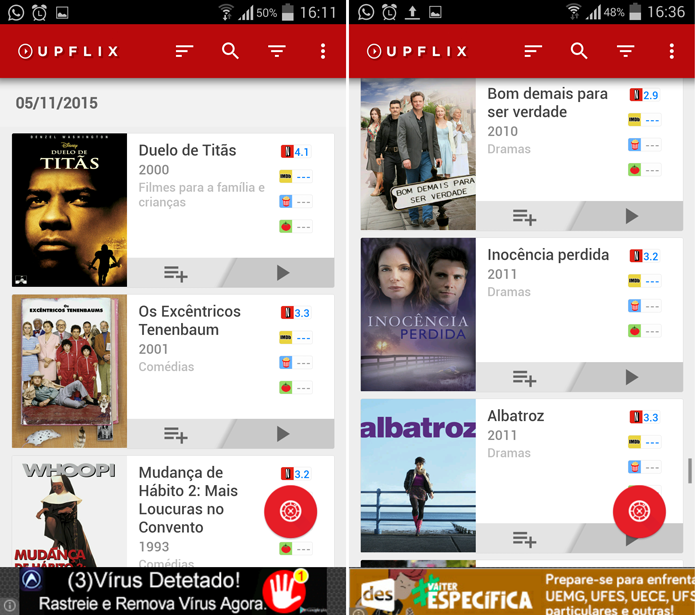 50% 16:11
UPFLIX
05/11/2015
DENZEL WASHINGTON
Disney
DUELO DE
TITÃS
Duelo de Titãs
2000
Filmes para a família e
crianças
N 4.1
IMDb ---
---
---
OS EXCÊNTRICOS TENENBAUMS
Os Excêntricos
Tenenbaum
2001
Comédias
N 3.3
IMDb ---
---
---
WHOOPI
MUDANÇA
DE HÁBITO 2:
Mudança de
Hábito 2: Mais
Loucuras no
Convento
1993
Comédias
N 3.2
---
(3)Vírus Detetado!
Rastreie e Remova Vírus Agora.
1
Google play
48% 16:36
UPFLIX
BOM DEMAIS PARA
SER VERDADE
Bom demais para
ser verdade
2010
Dramas
N 2.9
IMDb ---
---
---
INOCÊNCIA
PERDIDA
Inocência perdida
2011
Dramas
N 3.2
IMDb ---
---
---
albatroz
Albatroz
2011
Dramas
N 3.3
IMDb ---
---
des
#VAITER
ESPECÍFICA
Prepare-se para enfrenta
UEMG, UFES, UECE, UFS
particulares e outras!